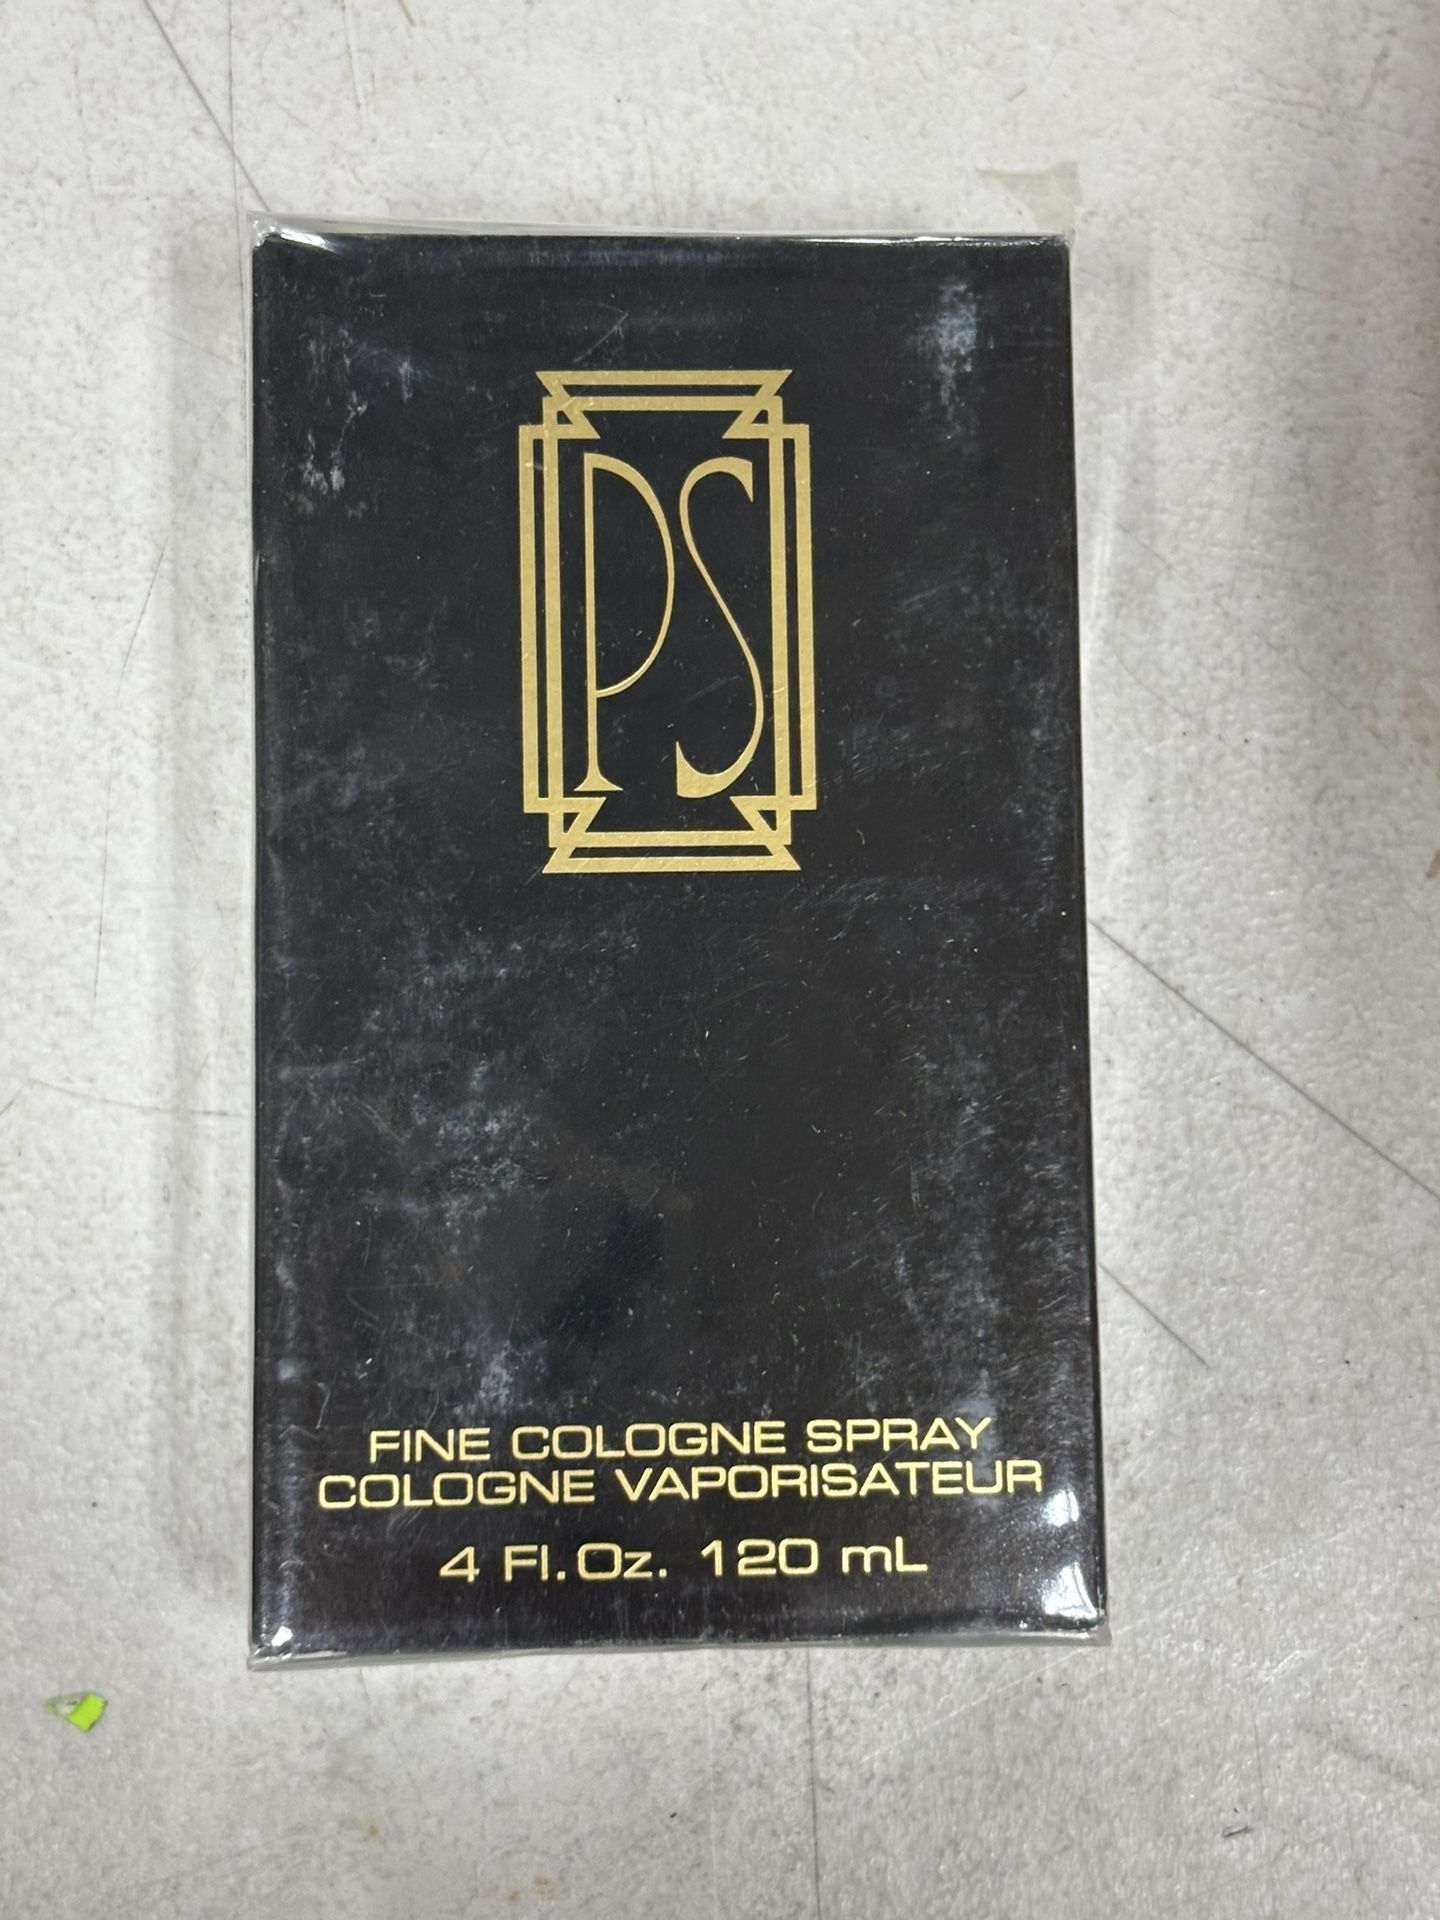 PS
FINE COLOGNE SPRAY
COLOGNE VAPORISATEUR
4 Fl.Oz. 120 mL